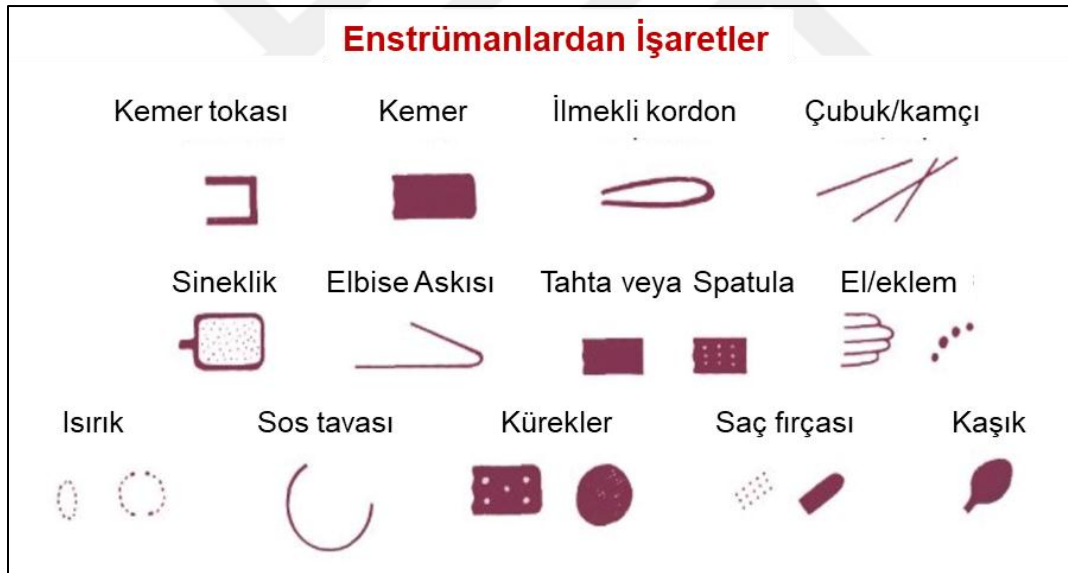 Enstrümanlardan İşaretler
Kemer tokası Kemer İlmekli kordon Çubuk/kamçı
Sineklik Elbise Askısı Tahta veya Spatula El/eklem
Isırık Sos tavası Kürekler Saç fırçası Kaşık